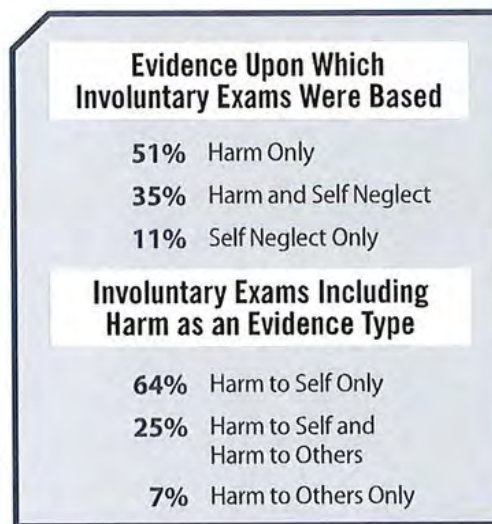 Evidence Upon Which
Involuntary Exams Were Based
51% Harm Only
35% Harm and Self Neglect
11% Self Neglect Only
Involuntary Exams Including
Harm as an Evidence Type
64% Harm to Self Only
25% Harm to Self and
Harm to Others
7% Harm to Others Only